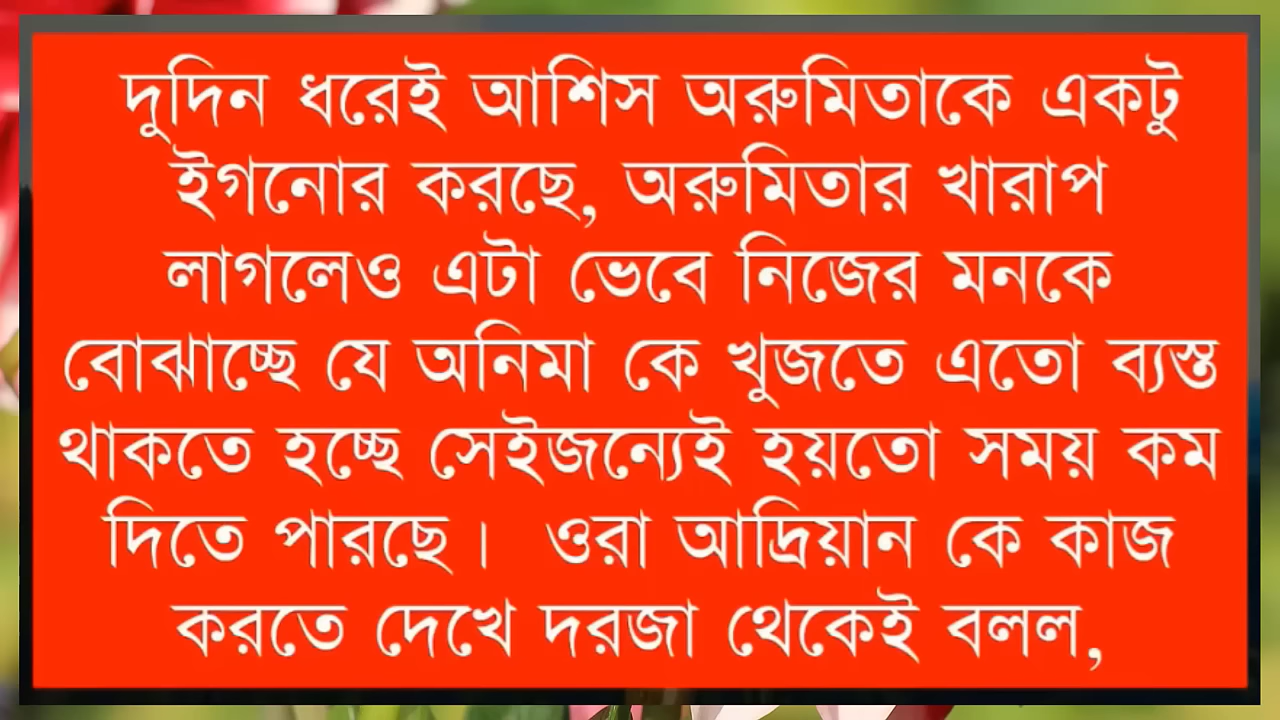 দুদিন ধরেই আশিস অরুমিতাকে একটু
ইগনোর করছে, অরুমিতার খারাপ
লাগলেও এটা ভেবে নিজের মনকে
বোঝাচ্ছে যে অনিমা কে খুজতে এতো ব্যস্ত
থাকতে হচ্ছে সেইজন্যেই হয়তো সময় কম
দিতে পারছে। ওরা আদ্রিয়ান কে কাজ
করতে দেখে দরজা থেকেই বলল,